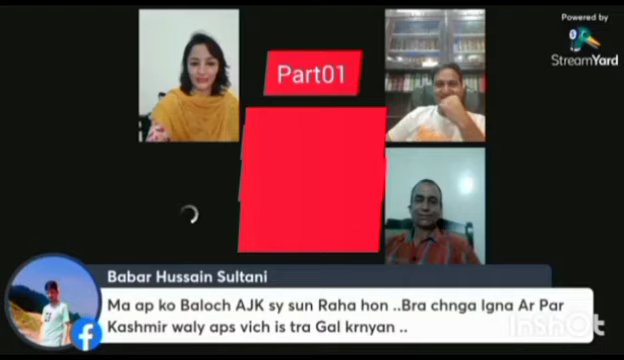 Powered by
StreamYard
Part01
Babar Hussain Sultani
Ma ap ko Baloch AJK sy sun Raha hon ..Bra chnga lgna Ar Par
Kashmir waly aps vich is tra Gal krnyan ..
InShOt